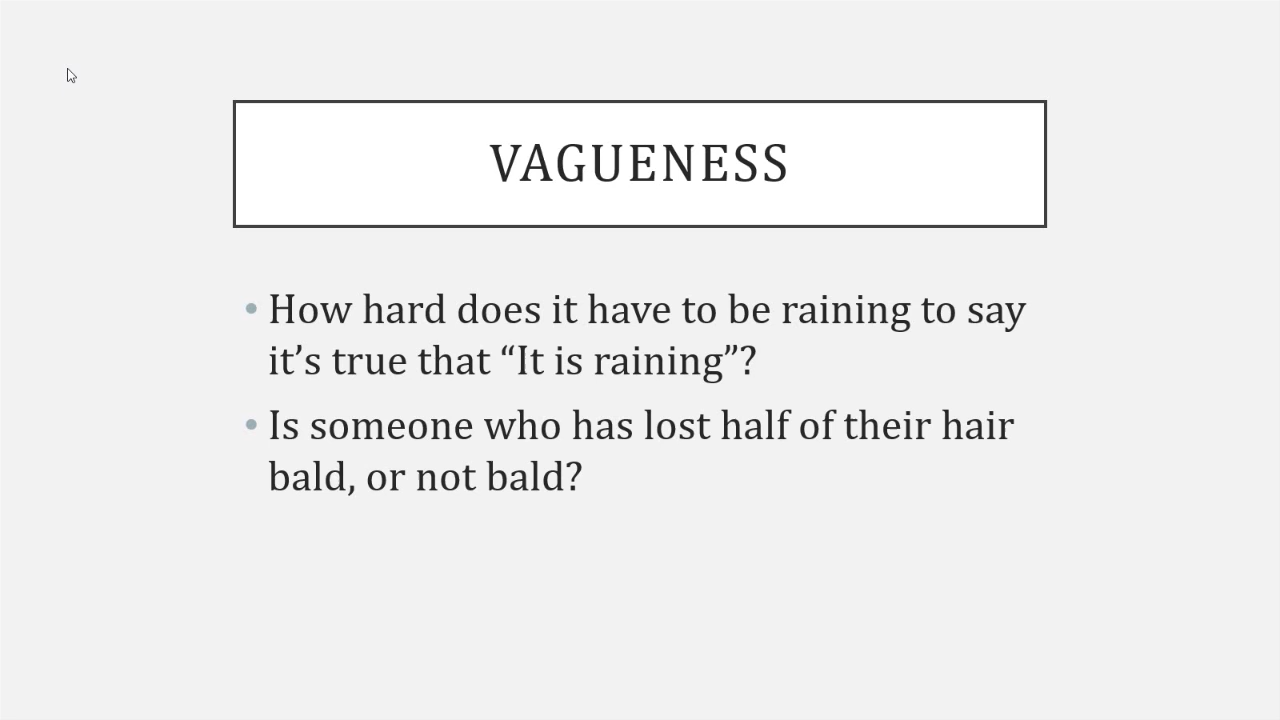 VAGUENESS
• How hard does it have to be raining to say
it’s true that “It is raining”?
• Is someone who has lost half of their hair
bald, or not bald?